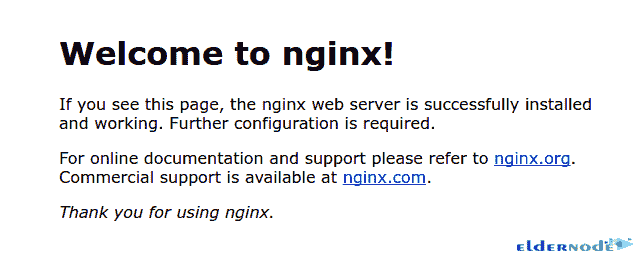 Welcome to nginx!
If you see this page, the nginx web server is successfully installed
and working. Further configuration is required.
For online documentation and support please refer to nginx.org.
Commercial support is available at nginx.com.
Thank you for using nginx.
eldernode